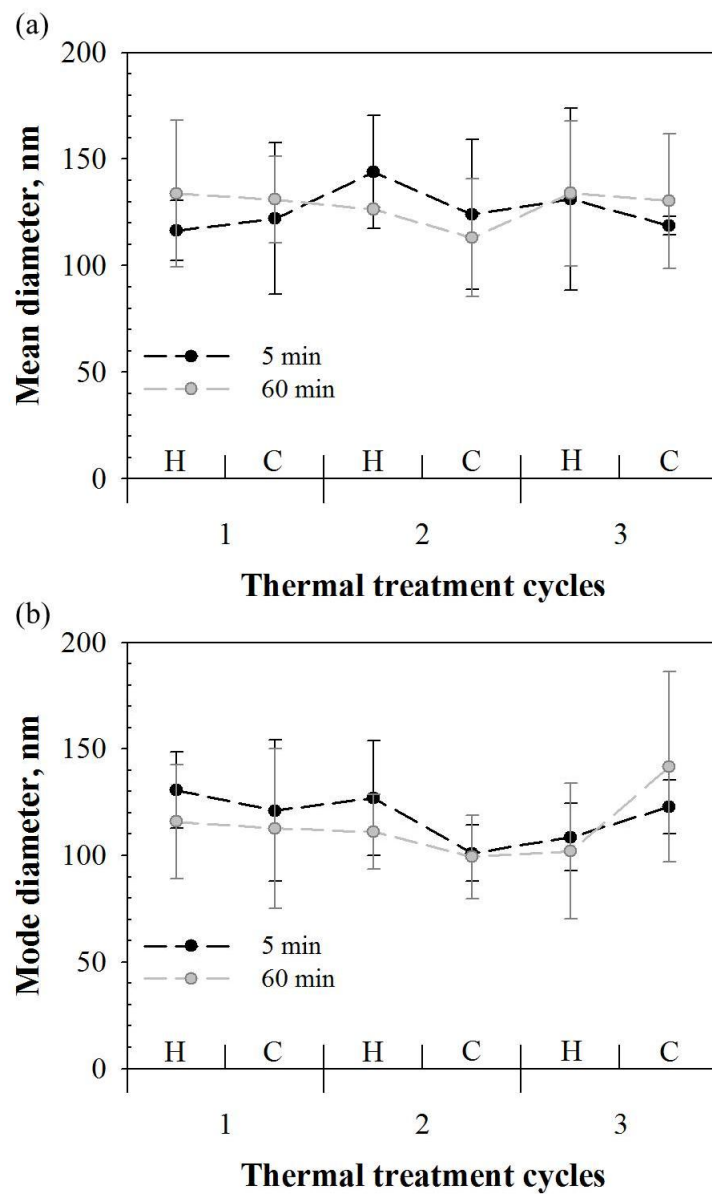 (a)
200
150
100
50
0
Mean diameter, nm
5 min
60 min
H C H C H C
1 2 3
Thermal treatment cycles
(b)
200
150
100
50
0
Mode diameter, nm
5 min
60 min
H C H C H C
1 2 3
Thermal treatment cycles